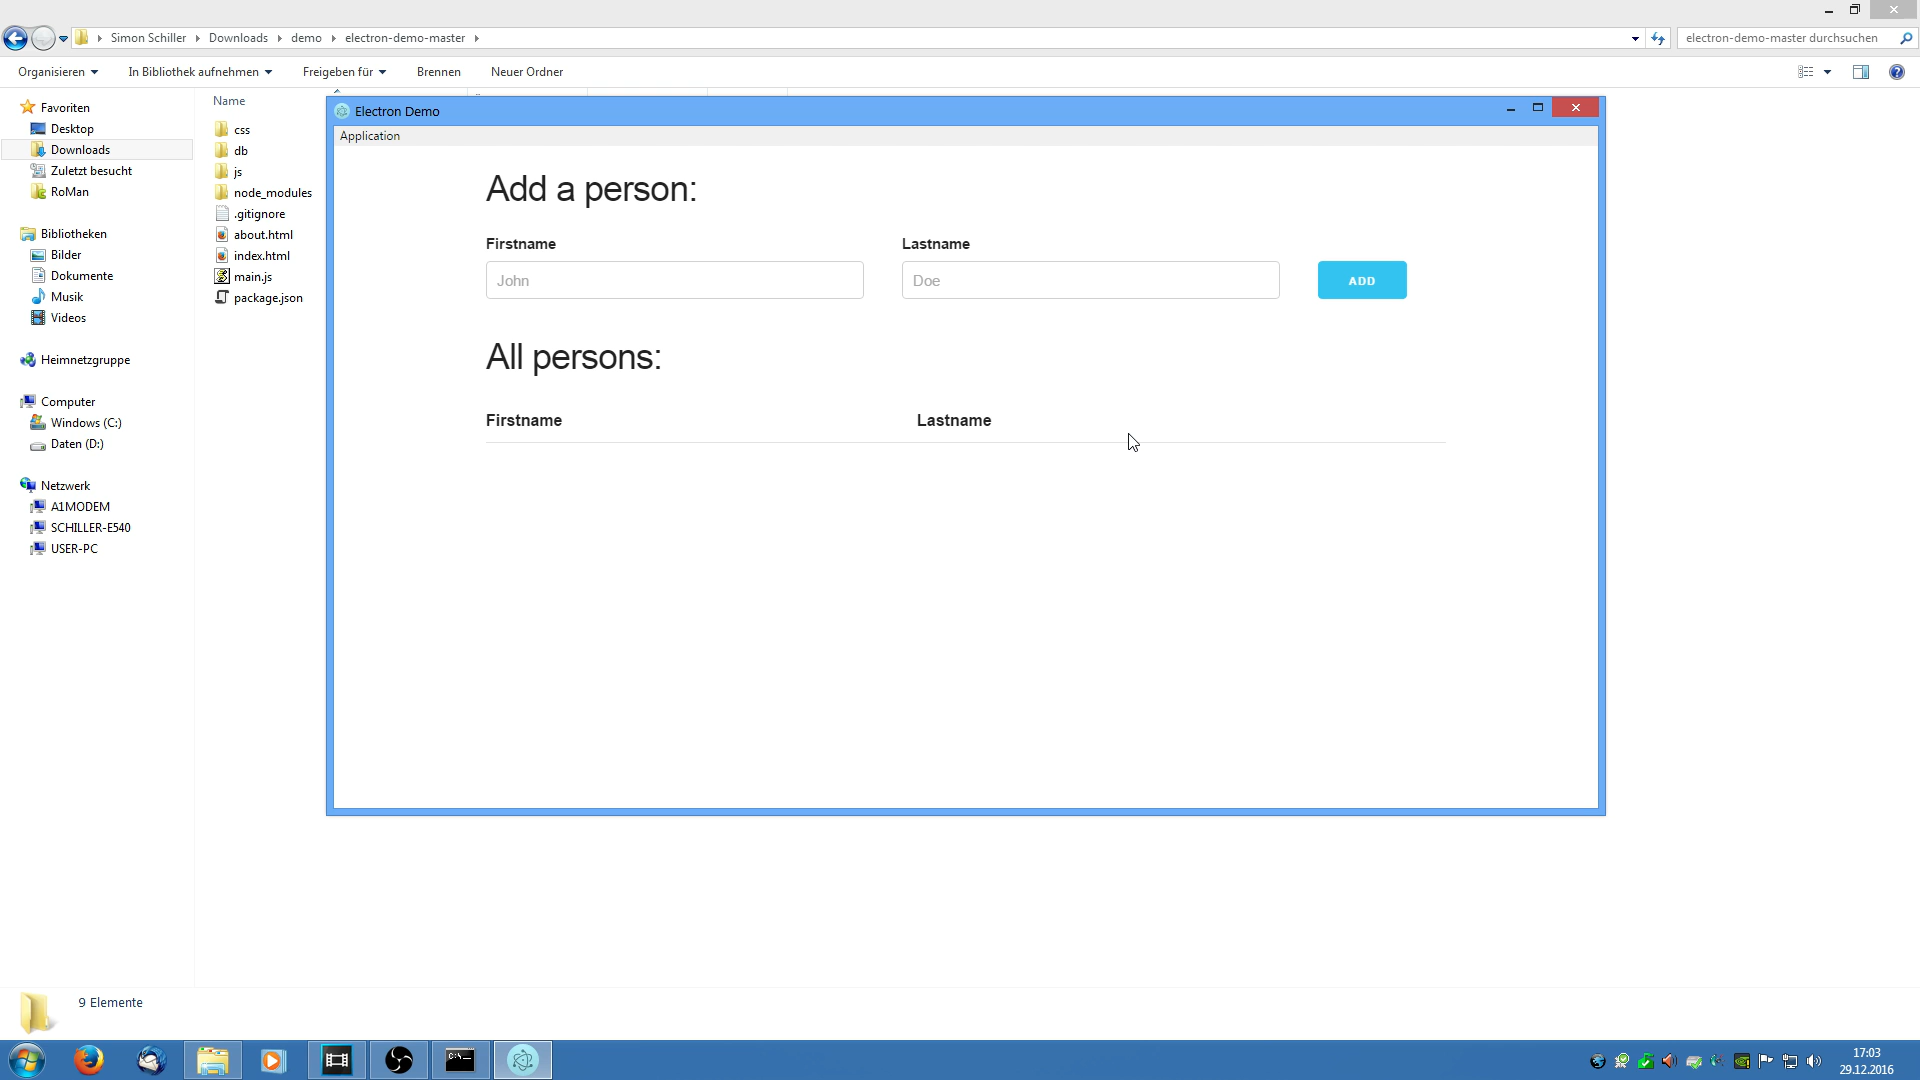 Simon Schiller Downloads demo electron-demo-master
electron-demo-master durchsuchen
Organisieren In Bibliothek aufnehmen Freigeben für Brennen Neuer Ordner
Favoriten
Desktop
Downloads
Zuletzt besucht
RoMan
Bibliotheken
Bilder
Dokumente
Musik
Videos
Heimnetzgruppe
Computer
Windows (C:)
Daten (D:)
Netzwerk
A1MODEM
SCHILLER-E540
USER-PC
Name
css
db
js
node_modules
.gitignore
about.html
index.html
main.js
package.json
Electron Demo
Application
Add a person:
Firstname Lastname
John Doe ADD
All persons:
Firstname Lastname
9 Elemente
C:\
17:03
29.12.2016